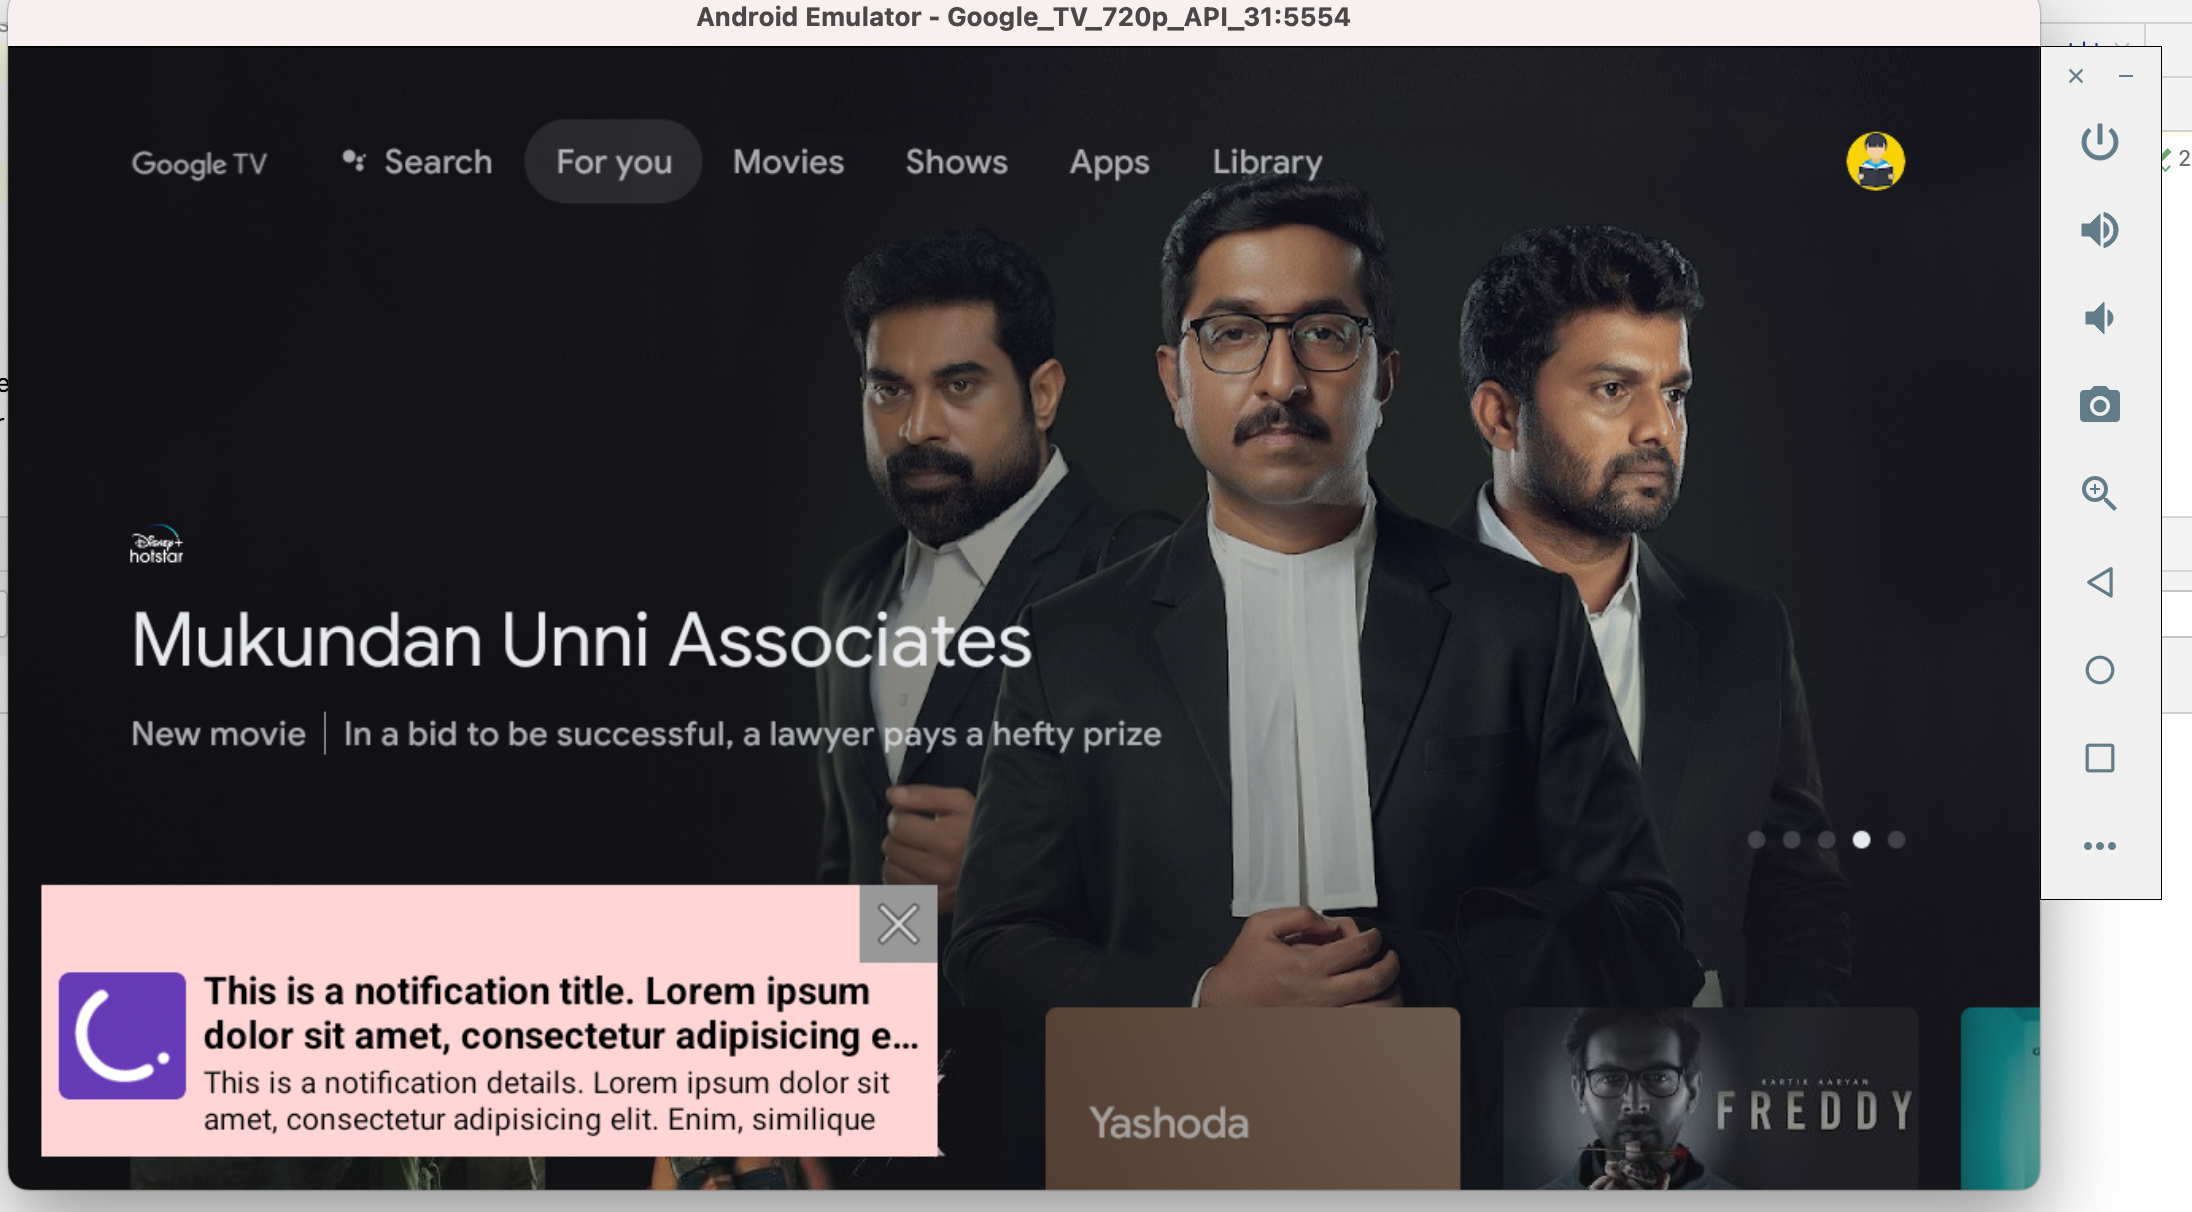 Android Emulator - Google_TV_720p_API_31:5554
Google TV
Search
For you
Movies
Shows
Apps
Library
2
Disney+
hotstar
Mukundan Unni Associates
New movie
In a bid to be successful, a lawyer pays a hefty prize
This is a notification title. Lorem ipsum
dolor sit amet, consectetur adipisicing e...
This is a notification details. Lorem ipsum dolor sit
amet, consectetur adipisicing elit. Enim, similique
Yashoda
KARTIK AARYAN
FREDDY